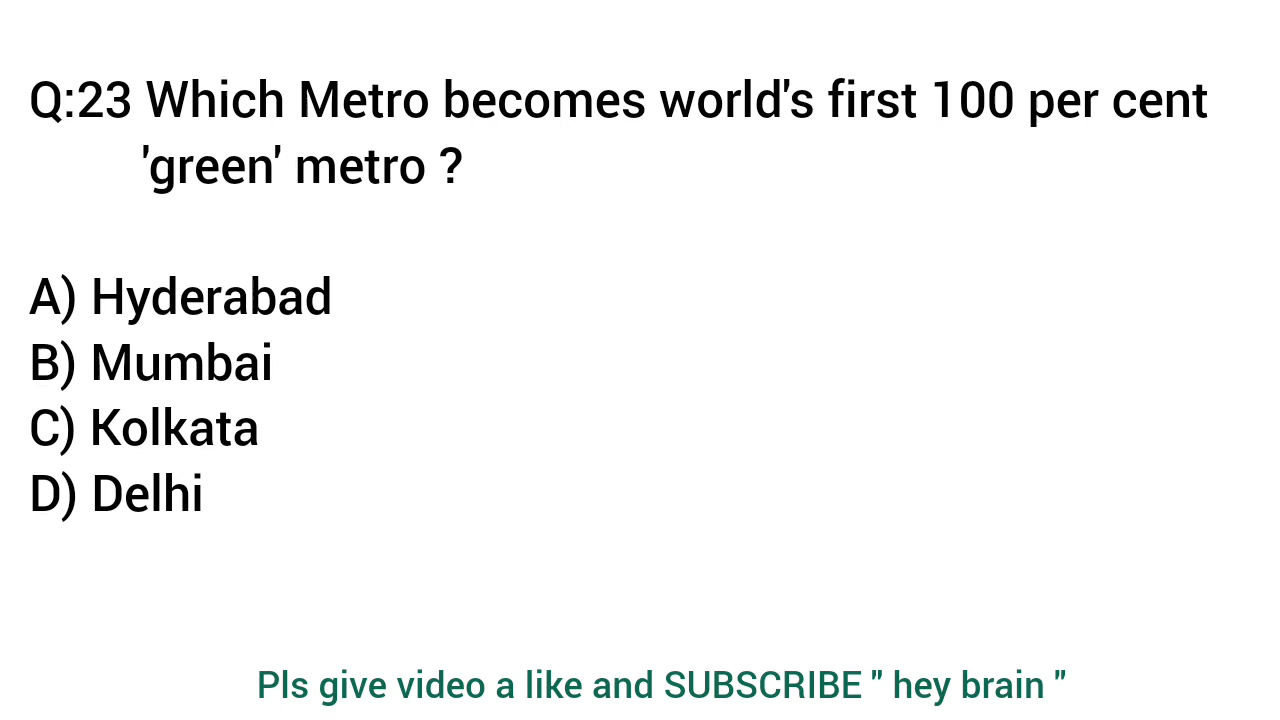 Q:23 Which Metro becomes world's first 100 per cent
'green' metro ?
A) Hyderabad
B) Mumbai
C) Kolkata
D) Delhi
Pls give video a like and SUBSCRIBE " hey brain "